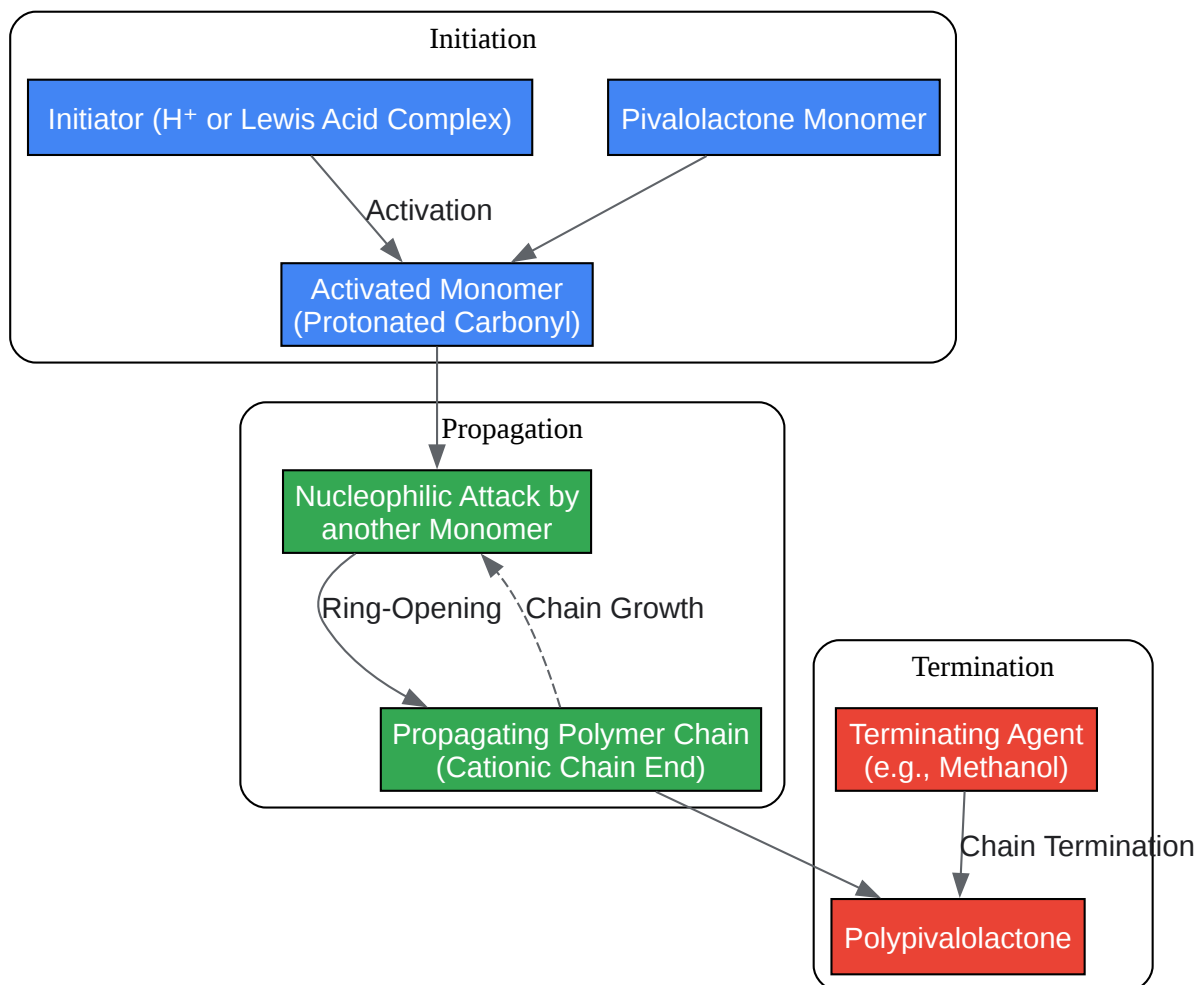 Initiation
Initiator (H⁺ or Lewis Acid Complex)
Pivalolactone Monomer
Activation
Activated Monomer
(Protonated Carbonyl)
Propagation
Nucleophilic Attack by
another Monomer
Ring-Opening
Chain Growth
Propagating Polymer Chain
(Cationic Chain End)
Termination
Terminating Agent
(e.g., Methanol)
Chain Termination
Polypivalolactone